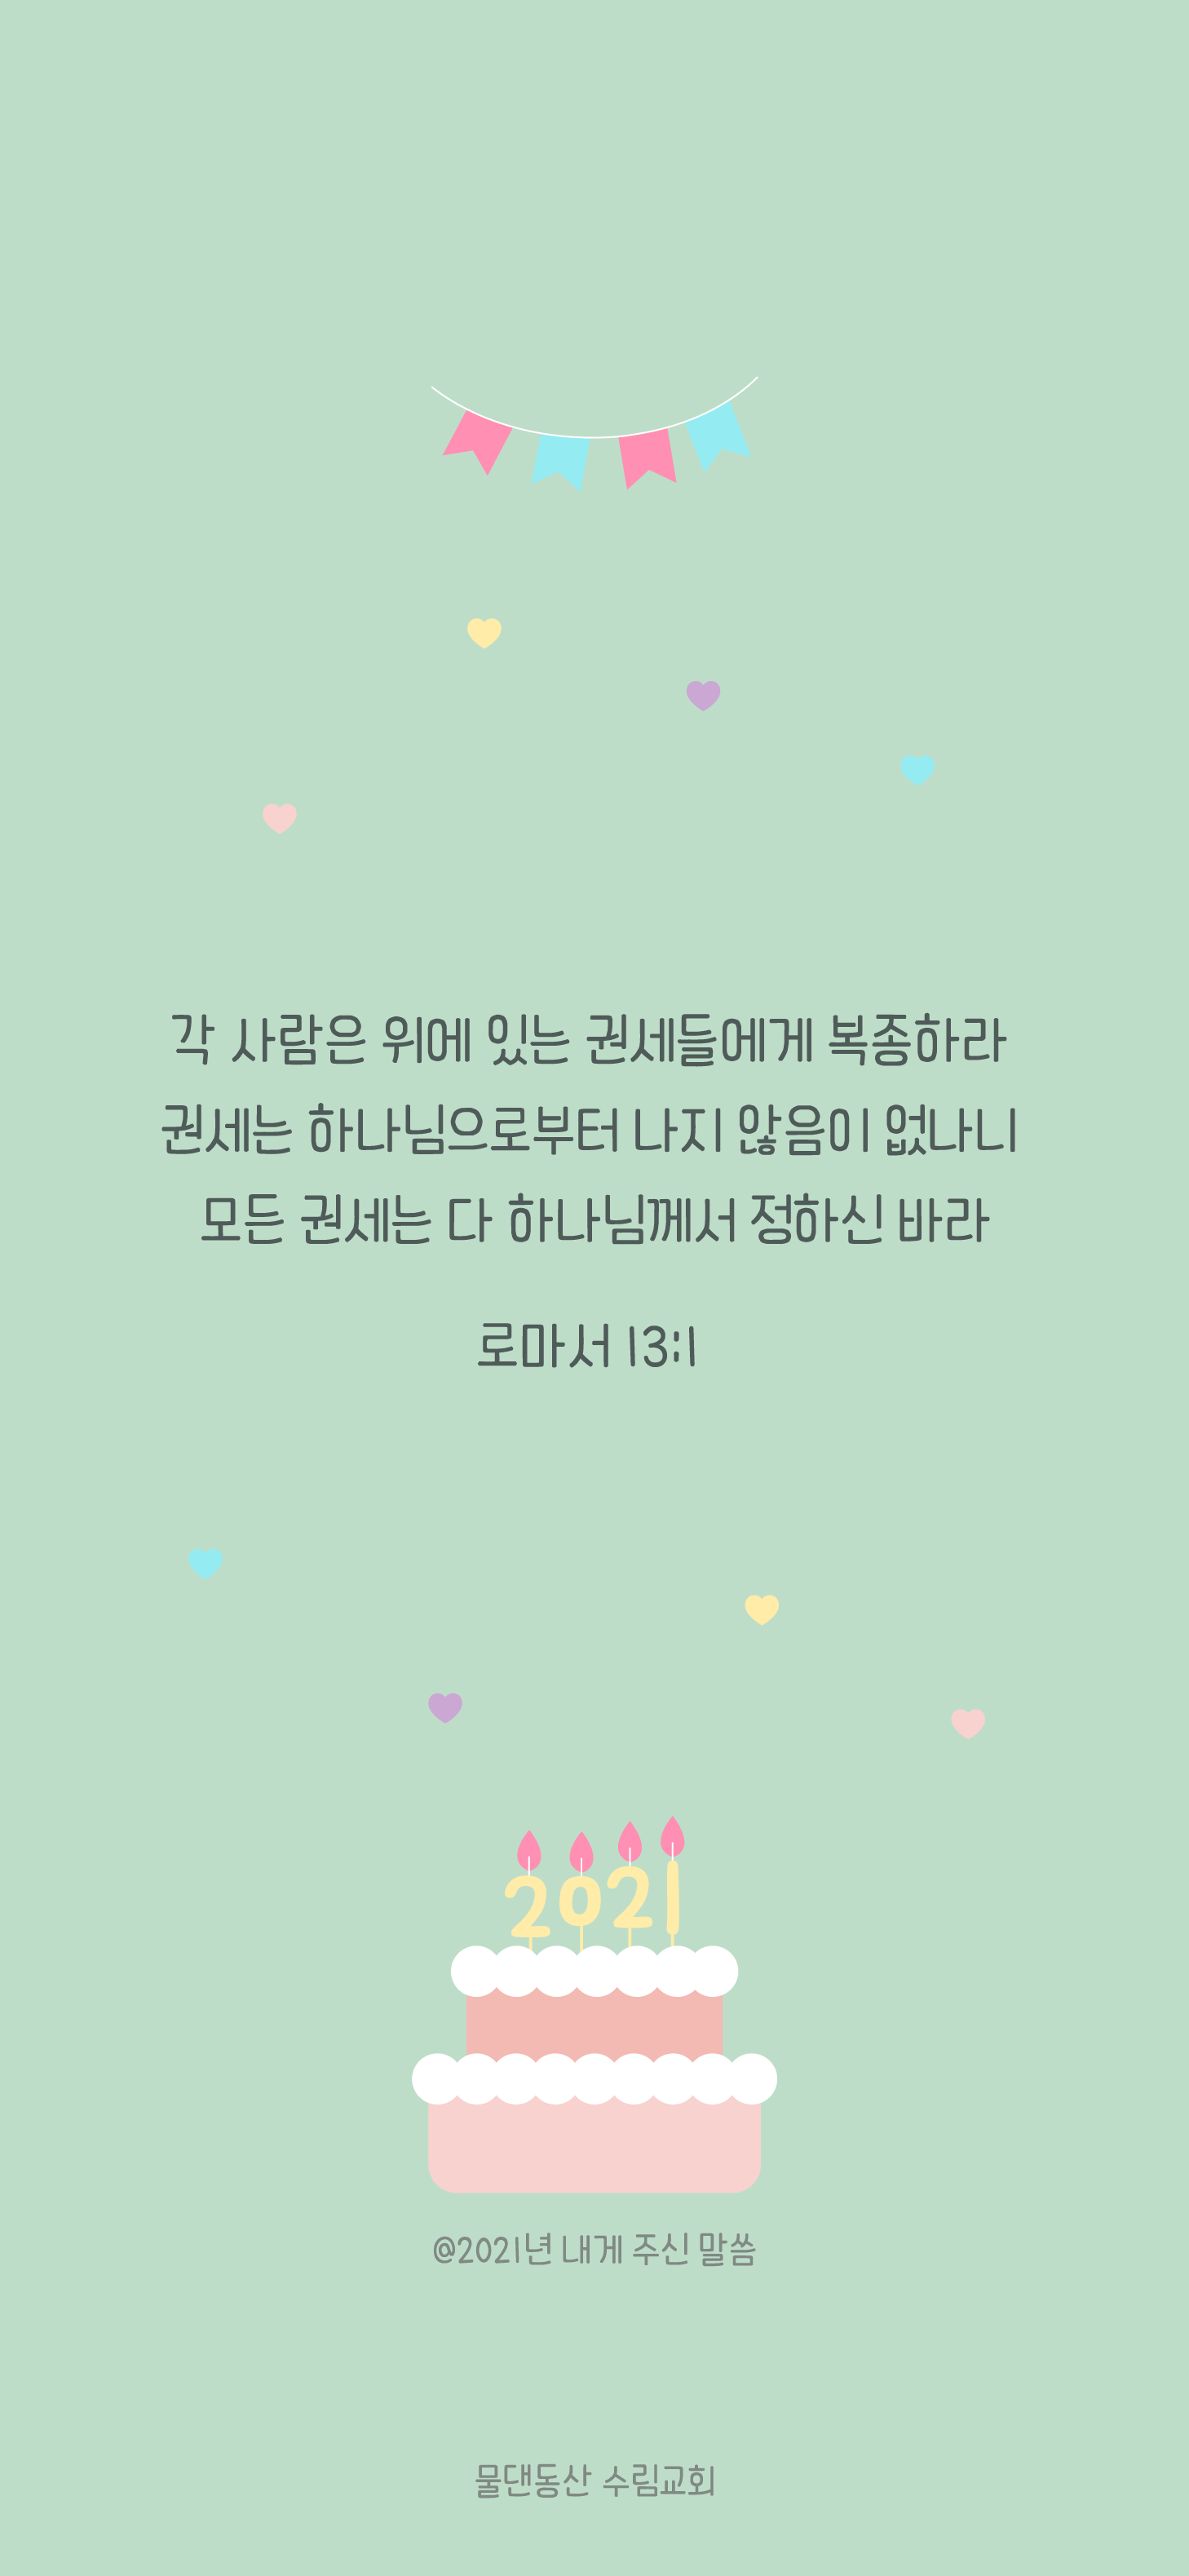 각 사람은 위에 있는 권세들에게 복종하라
권세는 하나님으로부터 나지 않음이 없나니
모든 권세는 다 하나님께서 정하신 바라
로마서 13:1
2021
@2021년 내게 주신 말씀
물댄동산 수림교회